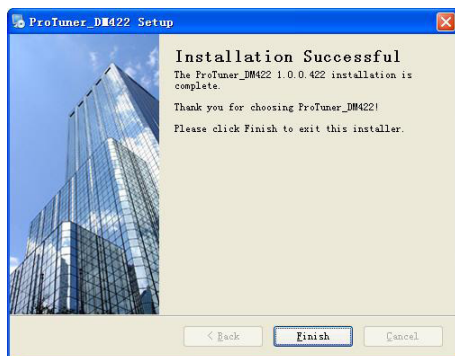 ProTuner_DM422 Setup
Installation Successful
The ProTuner_DM422 1.0.0.422 installation is
complete.
Thank you for choosing ProTuner_DM422!
Please click Finish to exit this installer.
< Back
Finish
Cancel